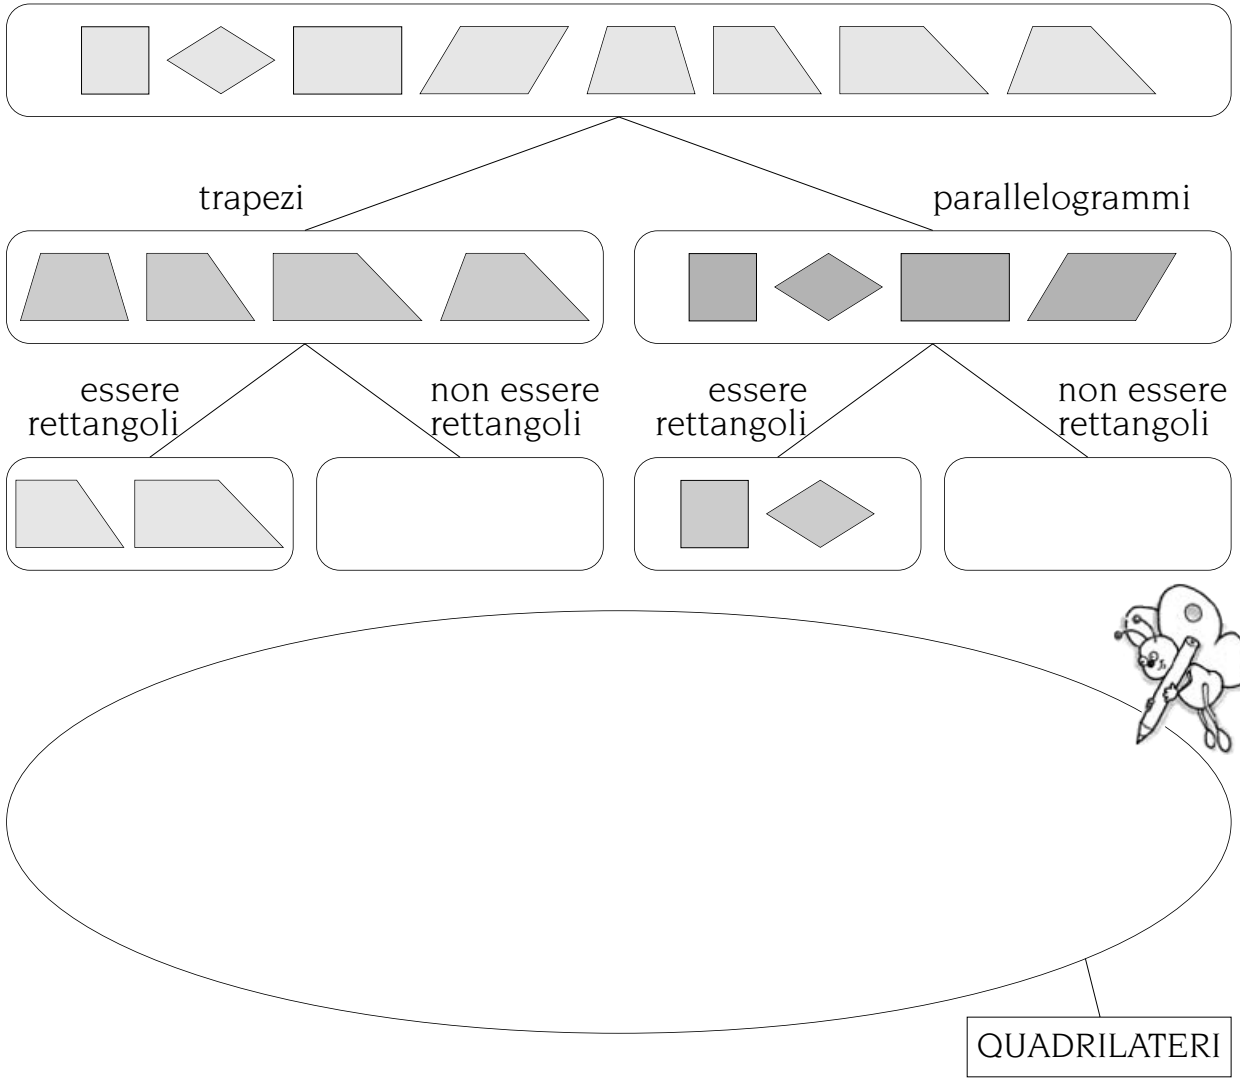 trapezi
parallelogrammi
essere
rettangoli
non essere
rettangoli
essere
rettangoli
non essere
rettangoli
QUADRILATERI